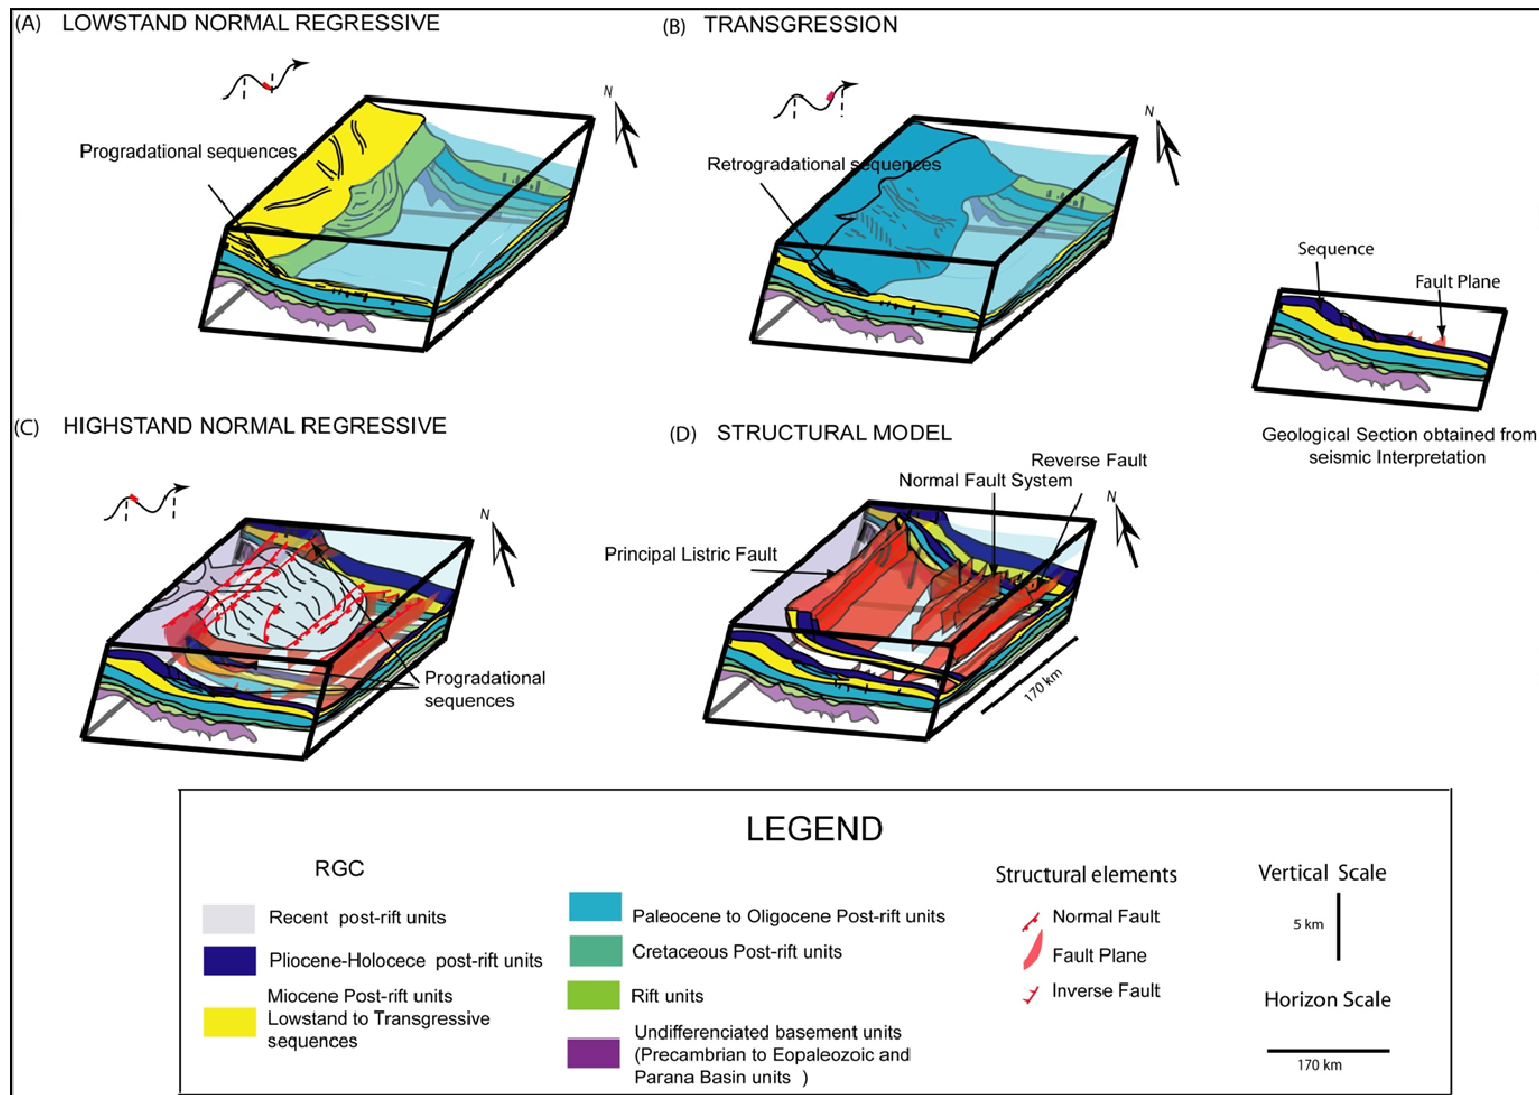 (A) LOWSTAND NORMAL REGRESSIVE
(B) TRANSGRESSION
N
Progradational sequences
N
Retrogradational sequences
Sequence
Fault Plane
Geological Section obtained from
seismic Interpretation
(C) HIGHSTAND NORMAL REGRESSIVE
N
Progradational
sequences
(D) STRUCTURAL MODEL
Reverse Fault
Normal Fault System
N
Principal Listric Fault
170 km
LEGEND
RGC
Recent post-rift units
Pliocene-Holocece post-rift units
Miocene Post-rift units
Lowstand to Transgressive
sequences
Paleocene to Oligocene Post-rift units
Cretaceous Post-rift units
Rift units
Undifferenciated basement units
(Precambrian to Eopaleozoic and
Parana Basin units )
Structural elements
Normal Fault
Fault Plane
Inverse Fault
Vertical Scale
5 km
Horizon Scale
170 km